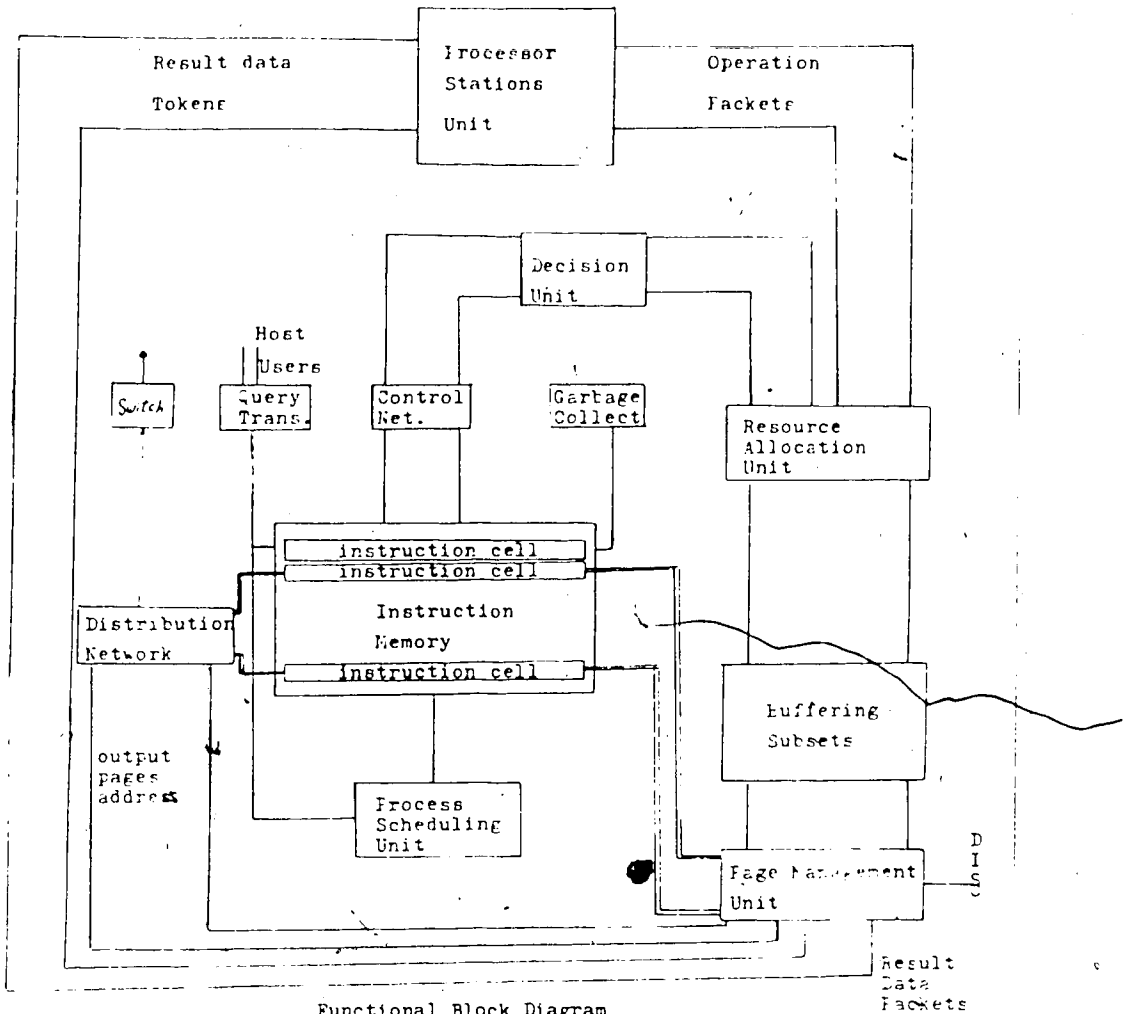 Result data
Tokens
Processor
Stations
Unit
Operation
Packets
Decision
Unit
Host
Users
Switch
Query
Trans.
Control
Net.
Garbage
Collect
Resource
Allocation
Unit
instruction cell
instruction cell
Instruction
Memory
instruction cell
Distribution
Network
Buffering
Subsets
output
pages
address
Process
Scheduling
Unit
Page Management
Unit
Result
Data
Packets
Functional Block Diagram